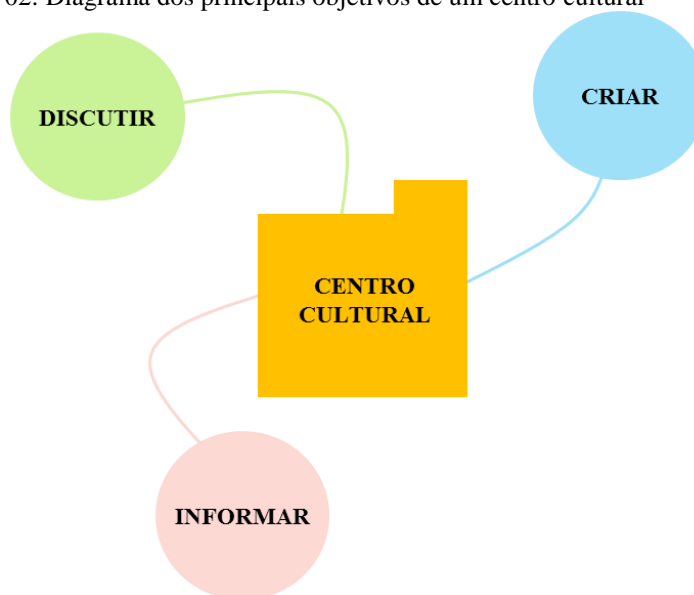 02: Diagrama dos principais objetivos de um centro cultural
DISCUTIR
CRIAR
CENTRO
CULTURAL
INFORMAR